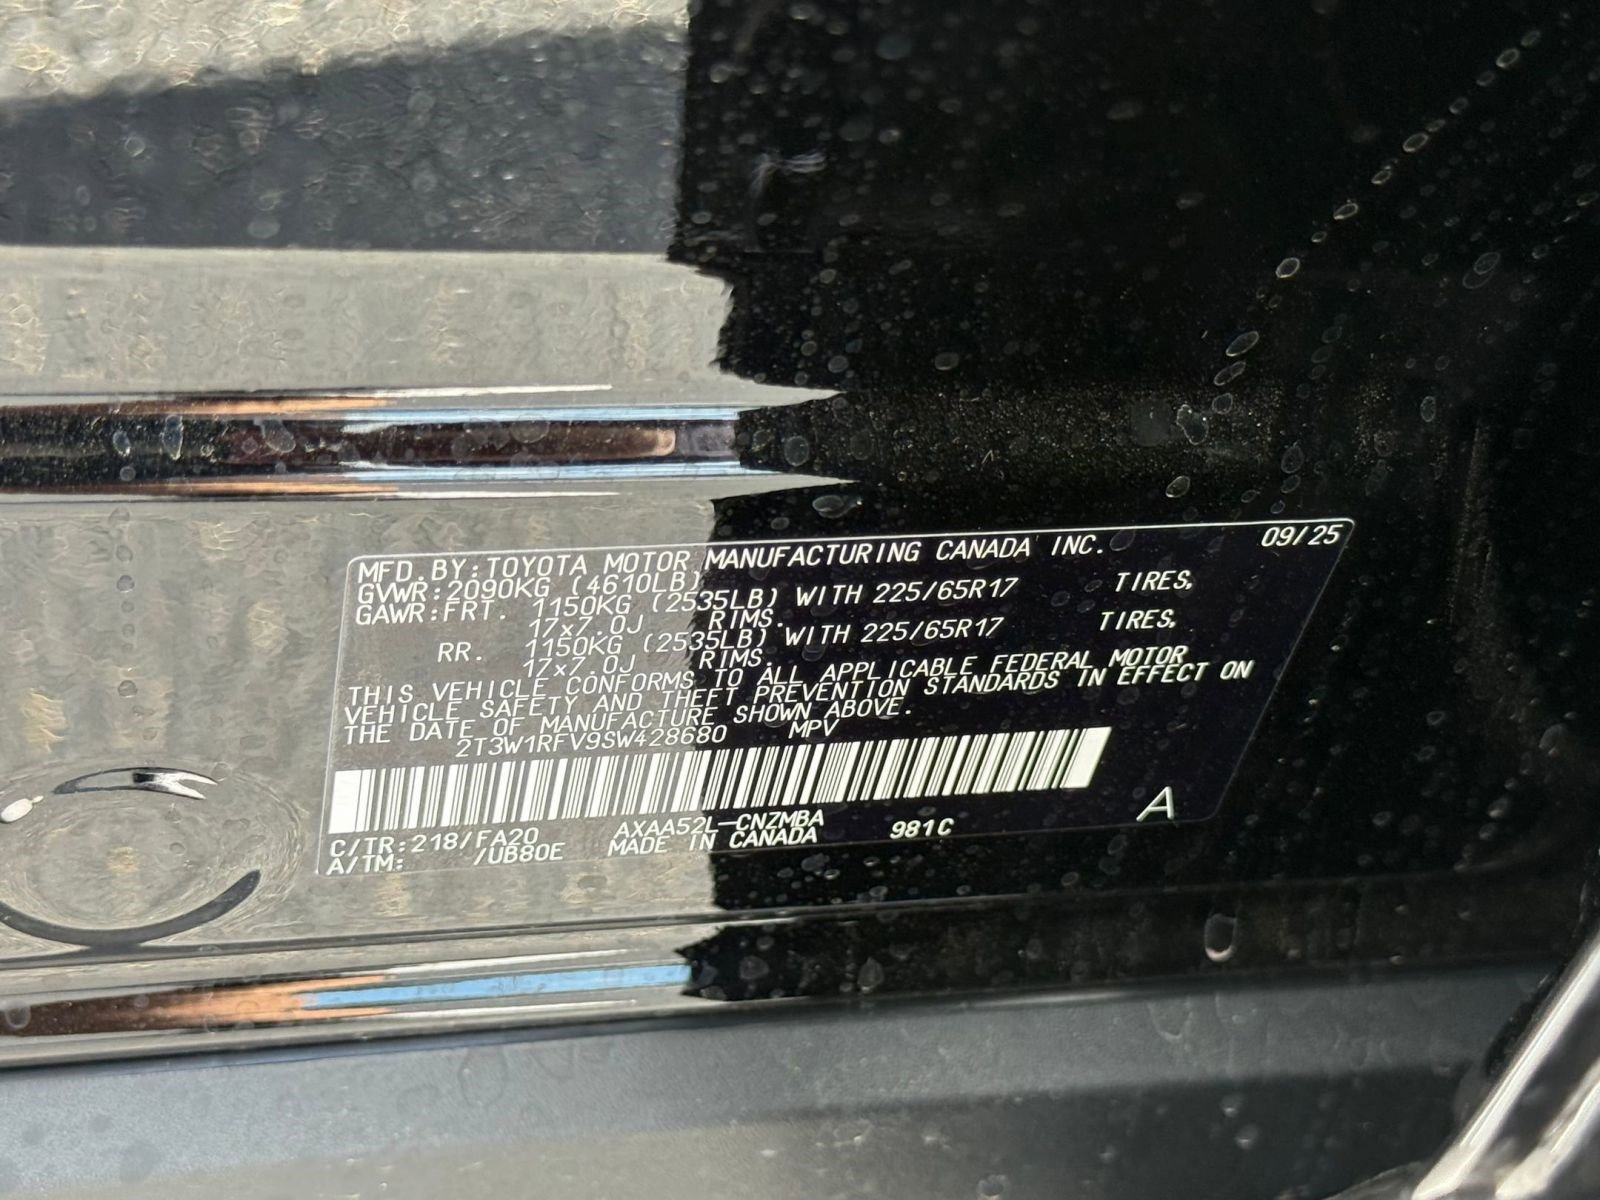 09/25
MFD.BY:TOYOTA MOTOR MANUFACTURING CANADA INC.
GVWR:2090KG (4610LB)
GAWR:FRT. 1150KG (2535LB) WITH 225/65R17 TIRES,
17x7.0J RIMS.
RR. 1150KG (2535LB) WITH 225/65R17 TIRES,
17x7.0J RIMS.
THIS VEHICLE CONFORMS TO ALL APPLICABLE FEDERAL MOTOR
VEHICLE SAFETY AND THEFT PREVENTION STANDARDS IN EFFECT ON
THE DATE OF MANUFACTURE SHOWN ABOVE.
2T3W1RFV9SW428680 MPV
C/TR:218/FA20 AXAA52L-CNZMBA 981C A
A/TM: /UB80E MADE IN CANADA